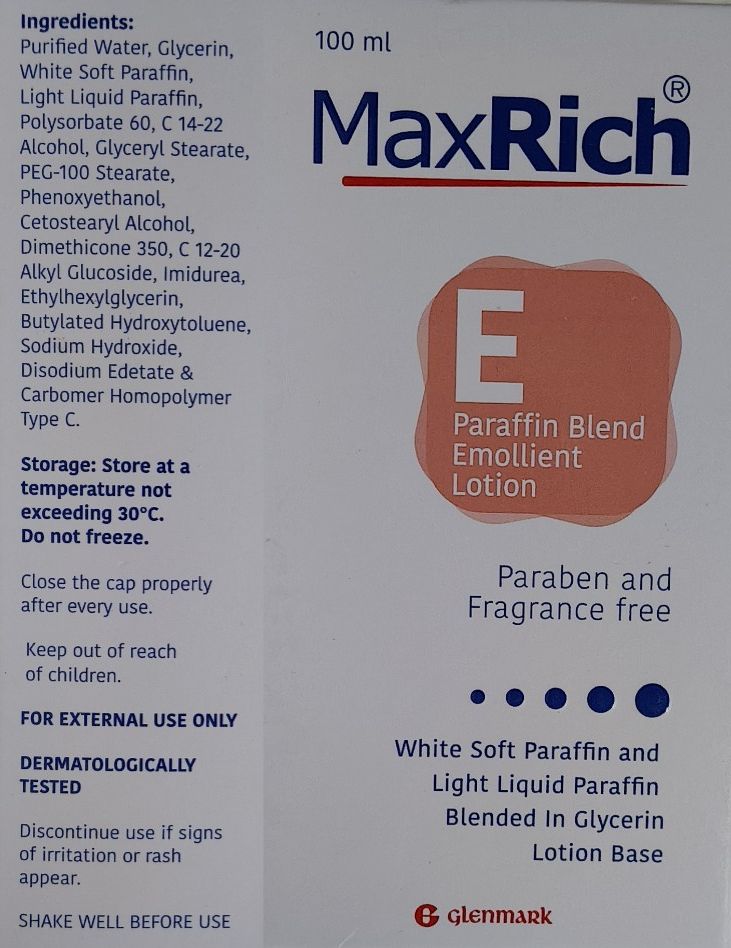 Ingredients:
Purified Water, Glycerin,
White Soft Paraffin,
Light Liquid Paraffin,
Polysorbate 60, C 14-22
Alcohol, Glyceryl Stearate,
PEG-100 Stearate,
Phenoxyethanol,
Cetostearyl Alcohol,
Dimethicone 350, C 12-20
Alkyl Glucoside, Imidurea,
Ethylhexylglycerin,
Butylated Hydroxytoluene,
Sodium Hydroxide,
Disodium Edetate &
Carbomer Homopolymer
Type C.
Storage: Store at a
temperature not
exceeding 30°C.
Do not freeze.
Close the cap properly
after every use.
Keep out of reach
of children.
FOR EXTERNAL USE ONLY
DERMATOLOGICALLY
TESTED
Discontinue use if signs
of irritation or rash
appear.
SHAKE WELL BEFORE USE
100 ml
MaxRich®
E
Paraffin Blend
Emollient
Lotion
Paraben and
Fragrance free
White Soft Paraffin and
Light Liquid Paraffin
Blended In Glycerin
Lotion Base
G glenmark